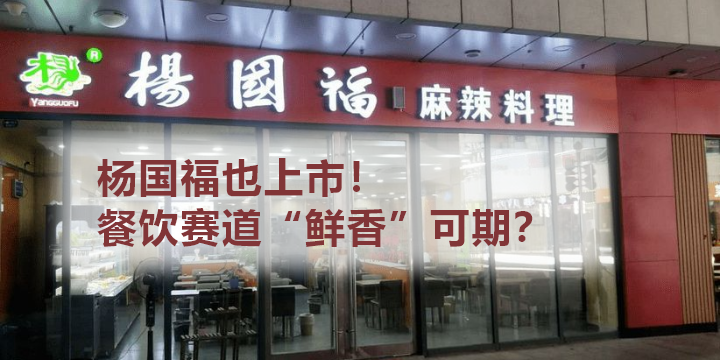 楊國福 麻辣料理
杨
R
YANGGUOFU
杨国福也上市！
餐饮赛道“鲜香”可期？